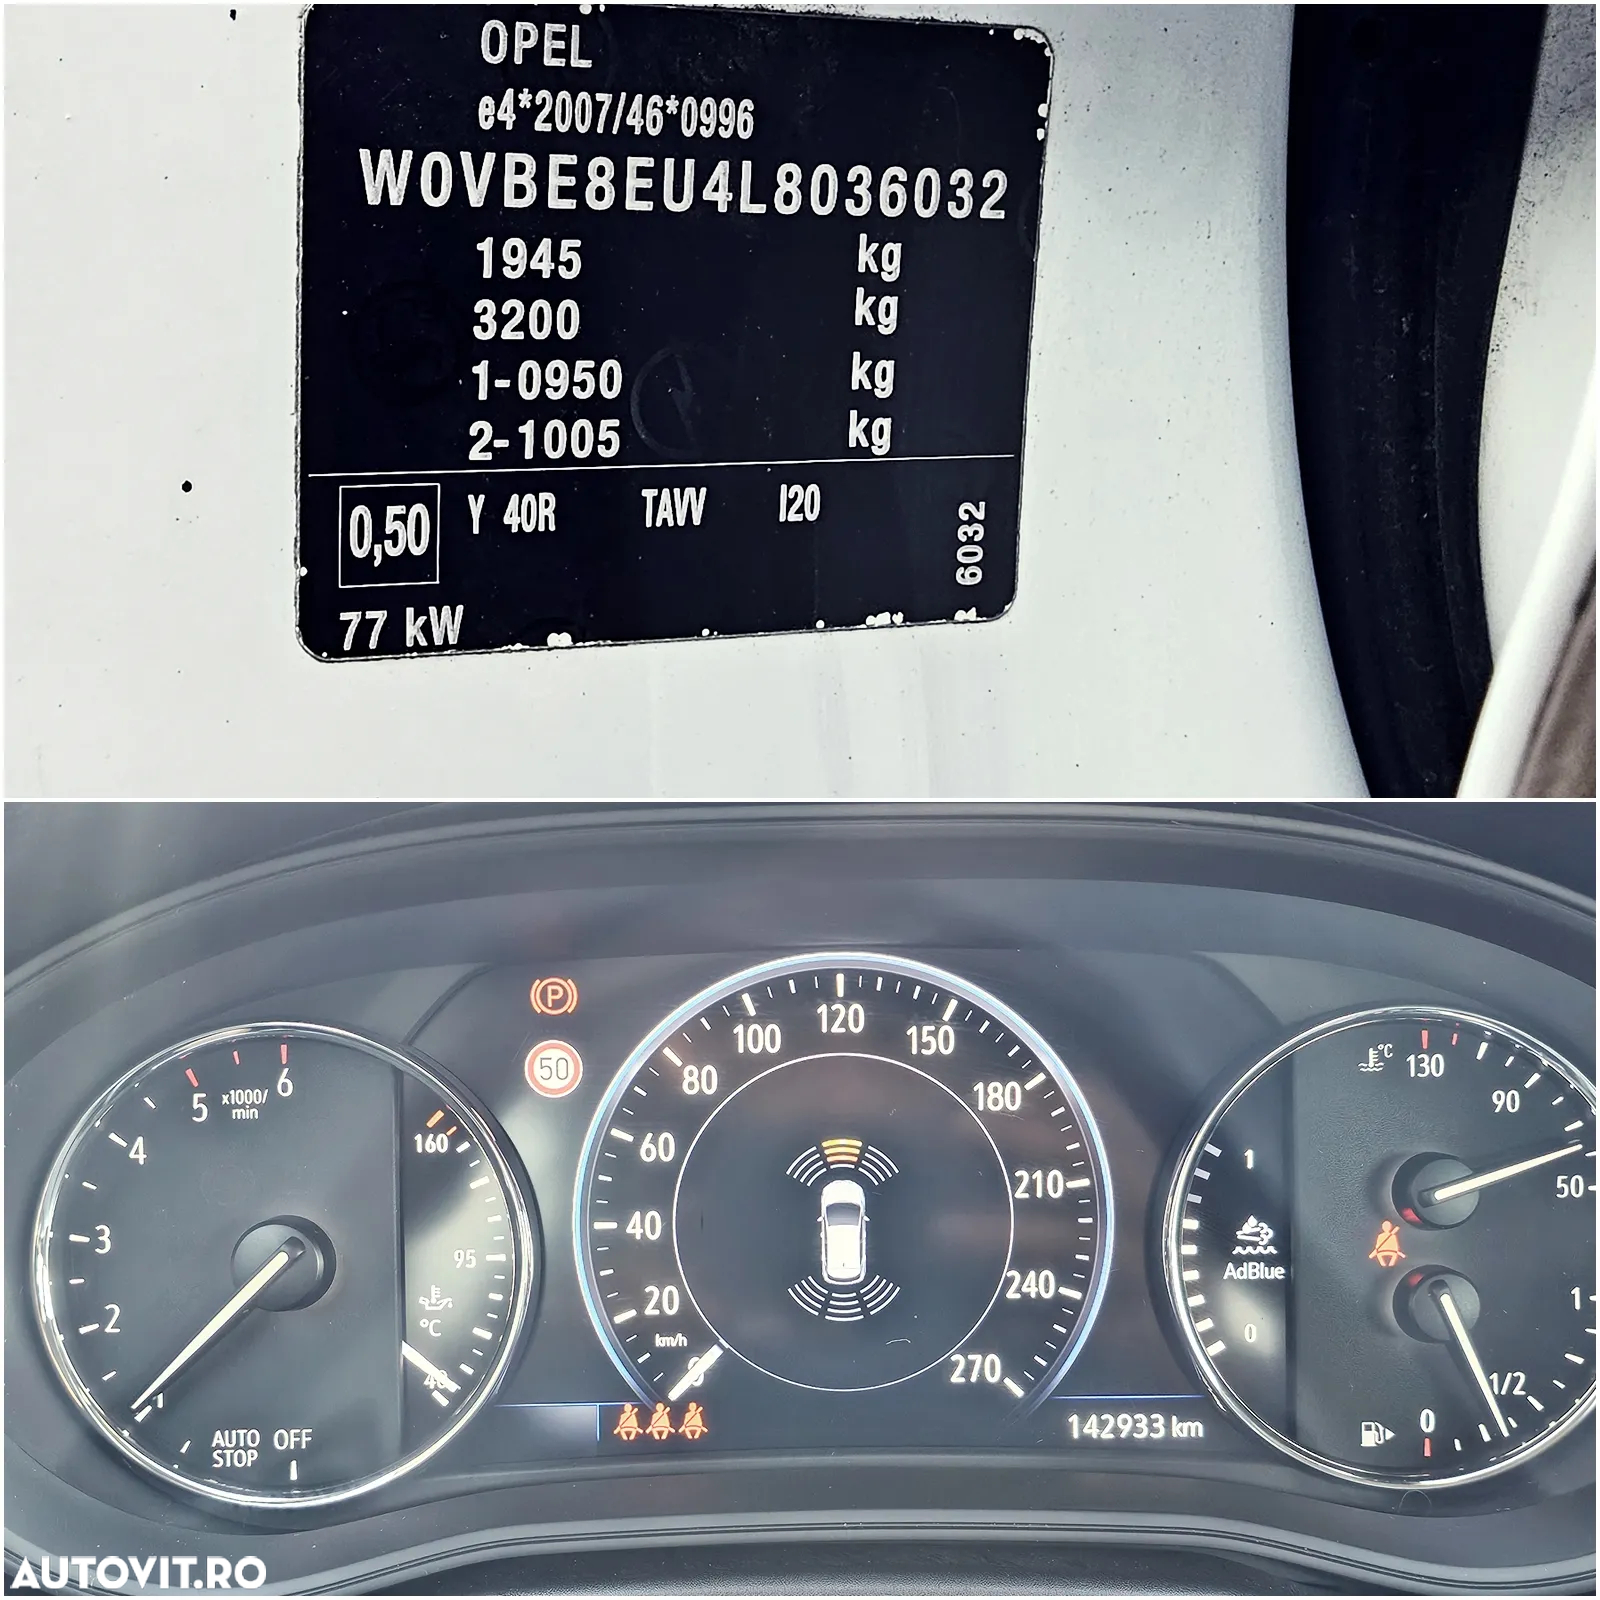 OPEL
e4*2007/46*0996
W0VBE8EU4L8036032
1945 kg
3200 kg
1-0950 kg
2-1005 kg
0,50 Y 40R TAVV I20
6032
77 kW
P
50
1 2 3 4 5 6
x1000/
min
AUTO
STOP
OFF
160
95
°C
40
0 20 40 60 80 100 120 150 180 210 240 270
km/h
142933 km
1
AdBlue
0
°C
130
90
50
1
1/2
0
AUTOVIT.RO